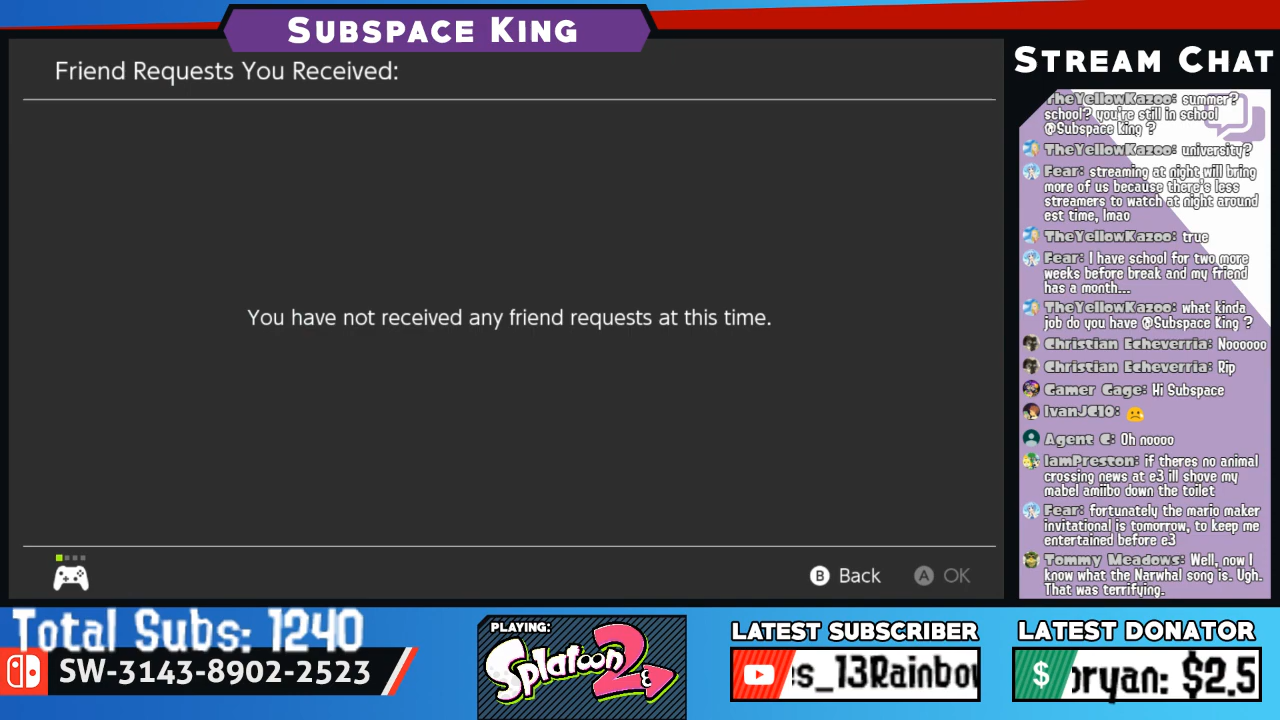 SUBSPACE KING
Friend Requests You Received:
You have not received any friend requests at this time.
B Back
A OK
STREAM CHAT
TheYellowKazoo: summer?
school? you're still in school
@Subspace King ?
TheYellowKazoo: university?
Fear: streaming at night will bring
more of us because there's less
streamers to watch at night around
est time, lmao
TheYellowKazoo: true
Fear: I have school for two more
weeks before break and my friend
has a month...
TheYellowKazoo: what kinda
job do you have @Subspace King ?
Christian Echeverria: Noooooo
Christian Echeverria: Rip
Gamer Gage: Hi Subspace
IvanJC10:
Agent C: Oh noooo
IamPreston: if theres no animal
crossing news at e3 ill shove my
mabel amiibo down the toilet
Fear: fortunately the mario maker
invitational is tomorrow, to keep me
entertained before e3
Tommy Meadows: Well, now I
know what the Narwhal song is. Ugh.
That was terrifying.
Total Subs: 1240
SW-3143-8902-2523
PLAYING:
Splatoon 2
LATEST SUBSCRIBER
es_13Rainbow
LATEST DONATOR
$ bryan: $2.5